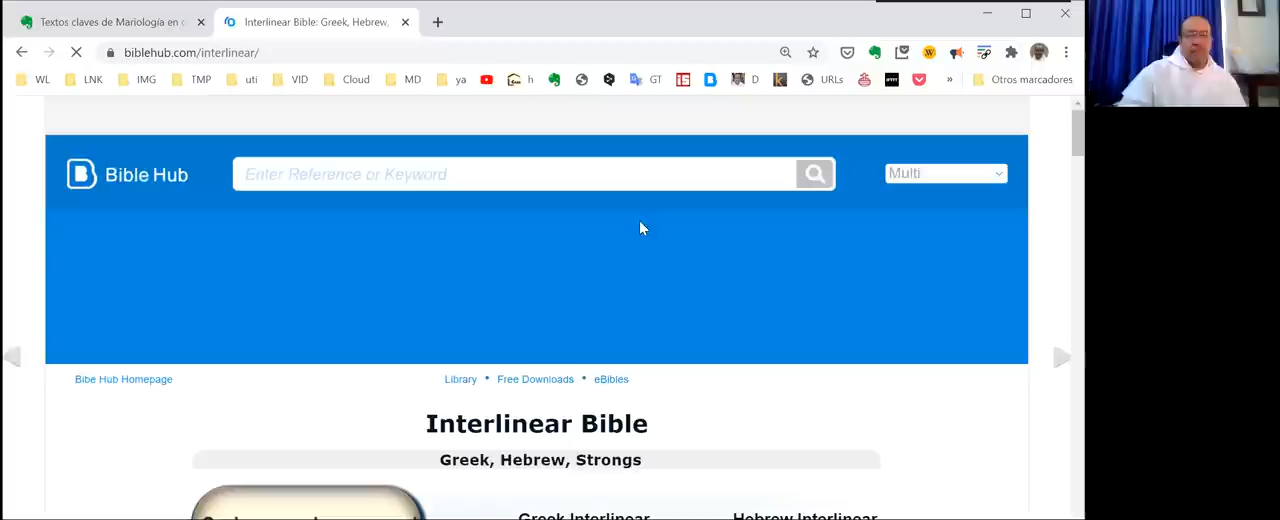 Textos claves de Mariología en
Interlinear Bible: Greek, Hebrew,
biblehub.com/interlinear/
WL LNK IMG TMP uti VID Cloud MD ya h GT D URLs » Otros marcadores
Bible Hub
Enter Reference or Keyword
Multi
Bibe Hub Homepage
Library • Free Downloads • eBibles
Interlinear Bible
Greek, Hebrew, Strongs
Greek Interlinear
Hebrew Interlinear